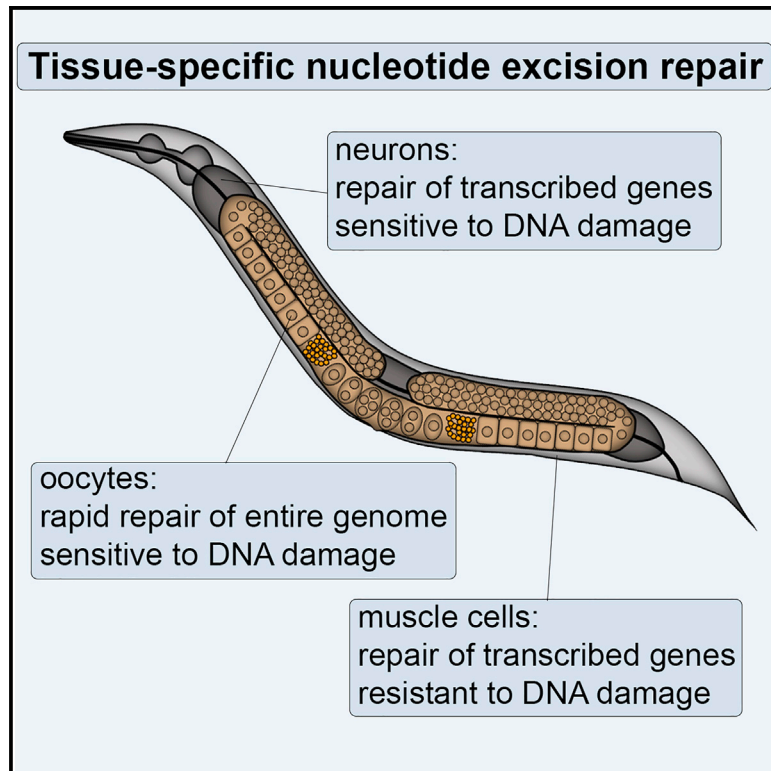 Tissue-specific nucleotide excision repair
neurons:
repair of transcribed genes
sensitive to DNA damage
oocytes:
rapid repair of entire genome
sensitive to DNA damage
muscle cells:
repair of transcribed genes
resistant to DNA damage